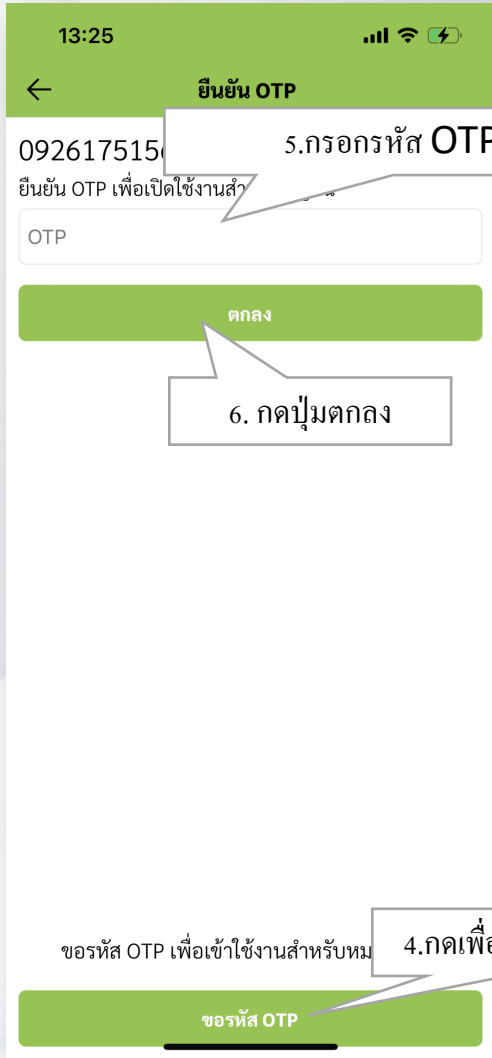 13:25
ยืนยัน OTP
092617515
5.กรอกรหัส OTP
ยืนยัน OTP เพื่อเปิดใช้งานสำ
OTP
ตกลง
6. กดปุ่มตกลง
ขอรหัส OTP เพื่อเข้าใช้งานสำหรับหม
4.กดเพื่อ
ขอรหัส OTP